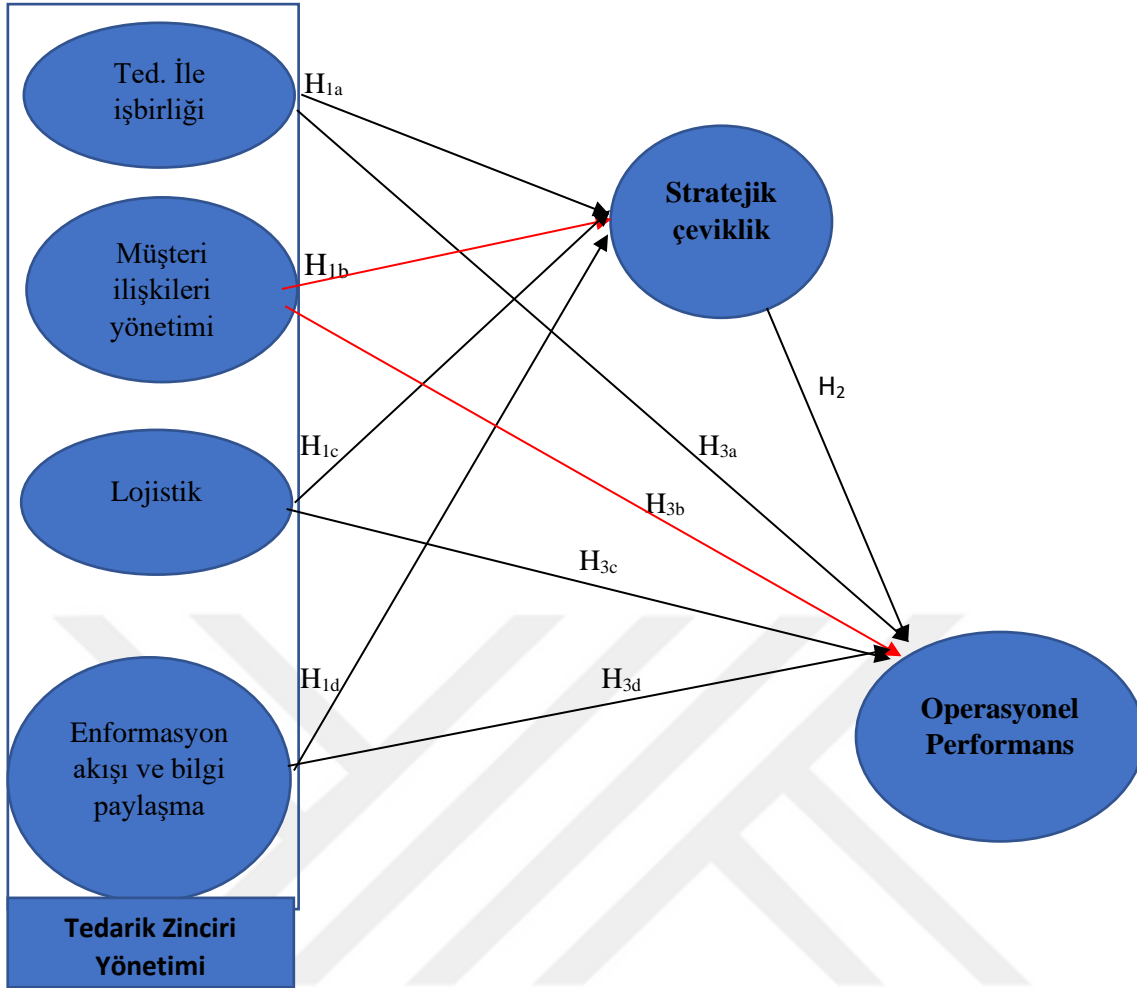 Ted. İle
işbirliği
H1a
Stratejik
çeviklik
Müşteri
ilişkileri
yönetimi
H1b
H2
Lojistik
H1c
H3a
H3b
H3c
Enformasyon
akışı ve bilgi
paylaşma
H1d
H3d
Operasyonel
Performans
Tedarik Zinciri
Yönetimi